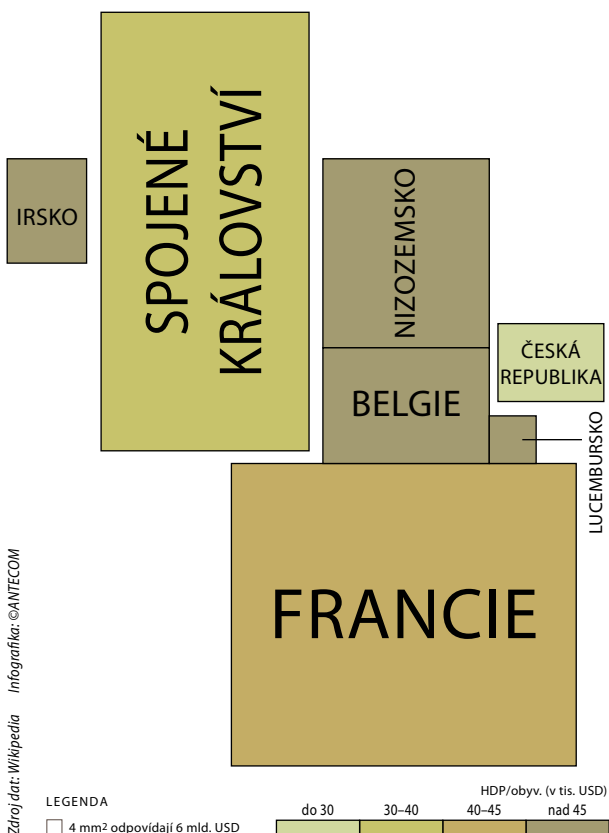 SPOJENÉ
KRÁLOVSTVÍ
IRSKO
NIZOZEMSKO
ČESKÁ
REPUBLIKA
BELGIE
LUCEMBURSKO
FRANCIE
Zdroj dat: Wikipedia Infografika: ©ANTECOM
LEGENDA
4 mm² odpovídají 6 mld. USD
HDP/obyv. (v tis. USD)
do 30 30–40 40–45 nad 45